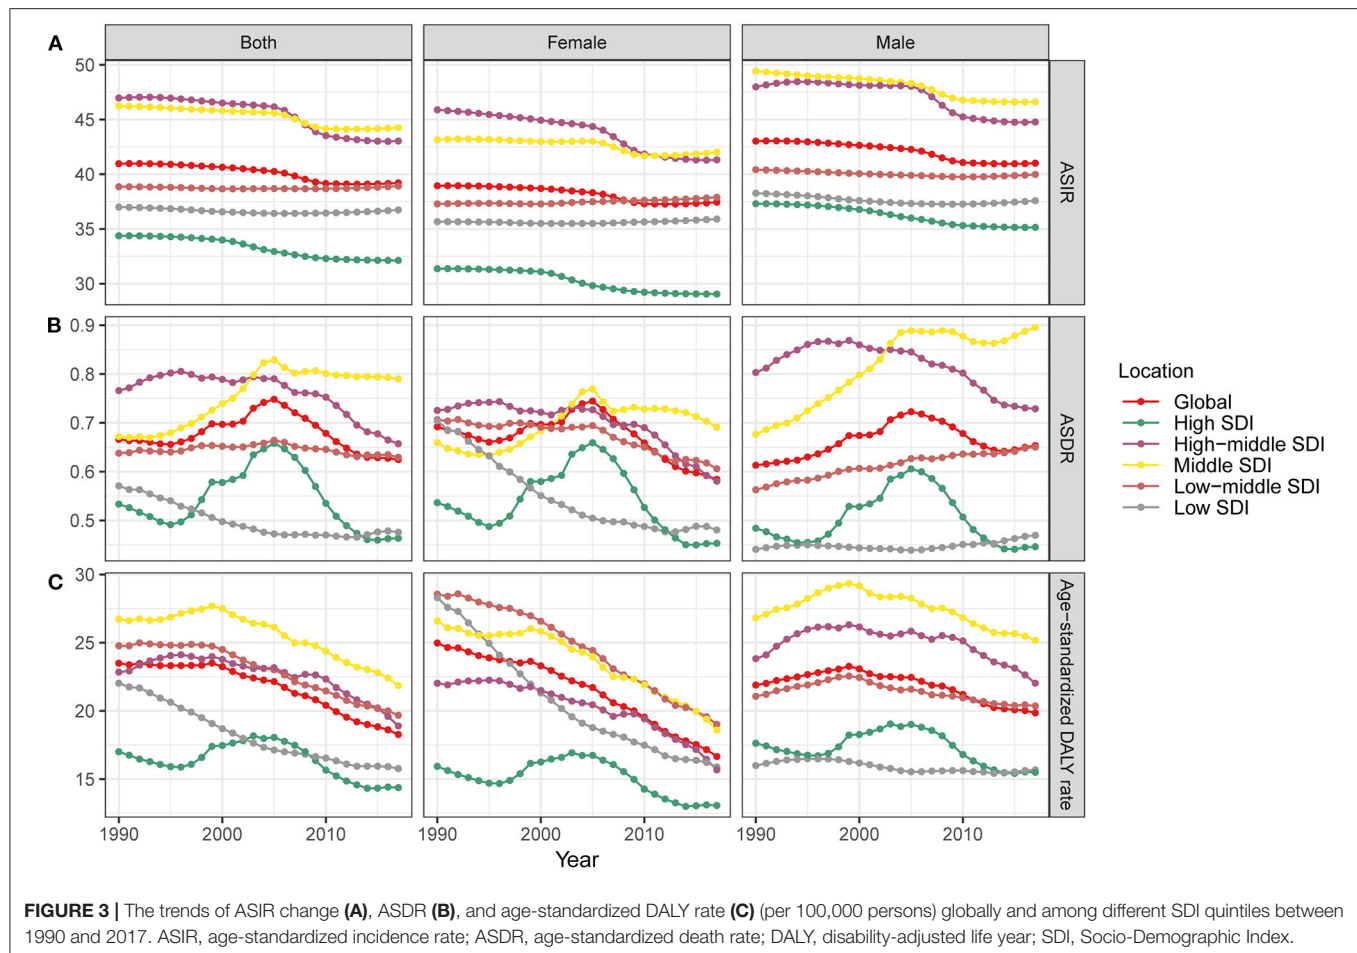 A
Both
Female
Male
50
45
40
35
30
ASIR
B
0.9
0.8
0.7
0.6
0.5
ASDR
C
30
25
20
15
Age−standardized DALY rate
1990 2000 2010 1990 2000 2010 1990 2000 2010
Year
Location
Global
High SDI
High−middle SDI
Middle SDI
Low−middle SDI
Low SDI
FIGURE 3 | The trends of ASIR change (A), ASDR (B), and age-standardized DALY rate (C) (per 100,000 persons) globally and among different SDI quintiles between
1990 and 2017. ASIR, age-standardized incidence rate; ASDR, age-standardized death rate; DALY, disability-adjusted life year; SDI, Socio-Demographic Index.